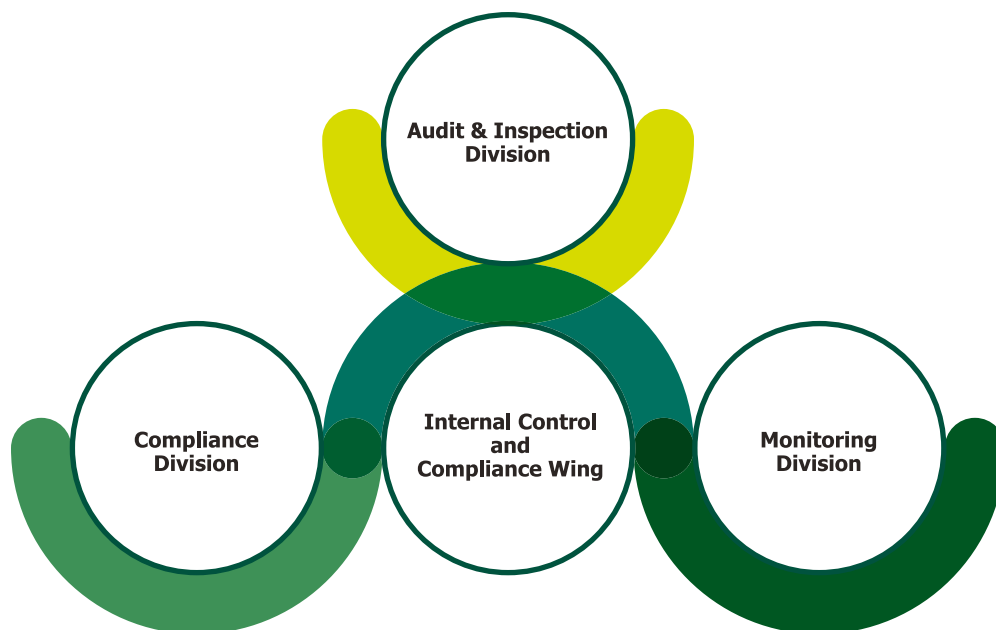 Audit & Inspection
Division
Compliance
Division
Internal Control
and
Compliance Wing
Monitoring
Division